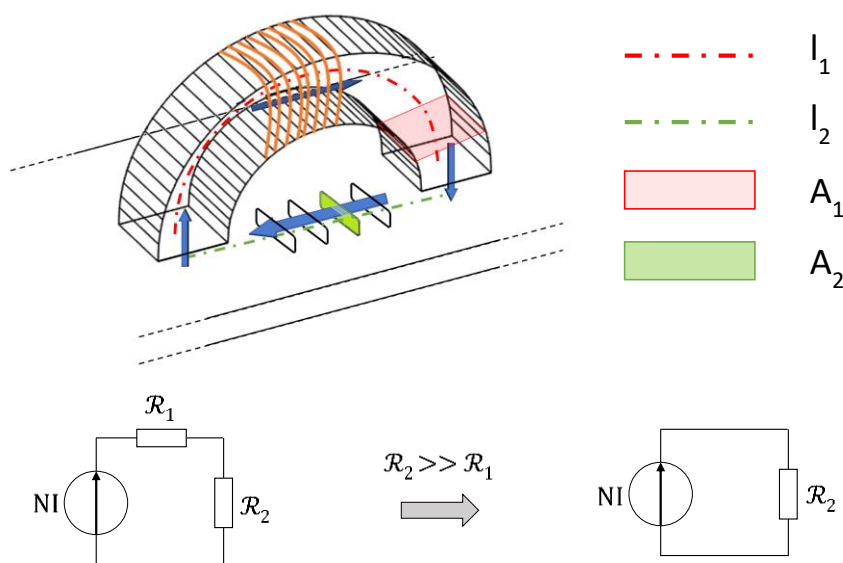 l₁
l₂
A₁
A₂
ℛ₁
NI
ℛ₂
ℛ₂ >> ℛ₁
NI
ℛ₂